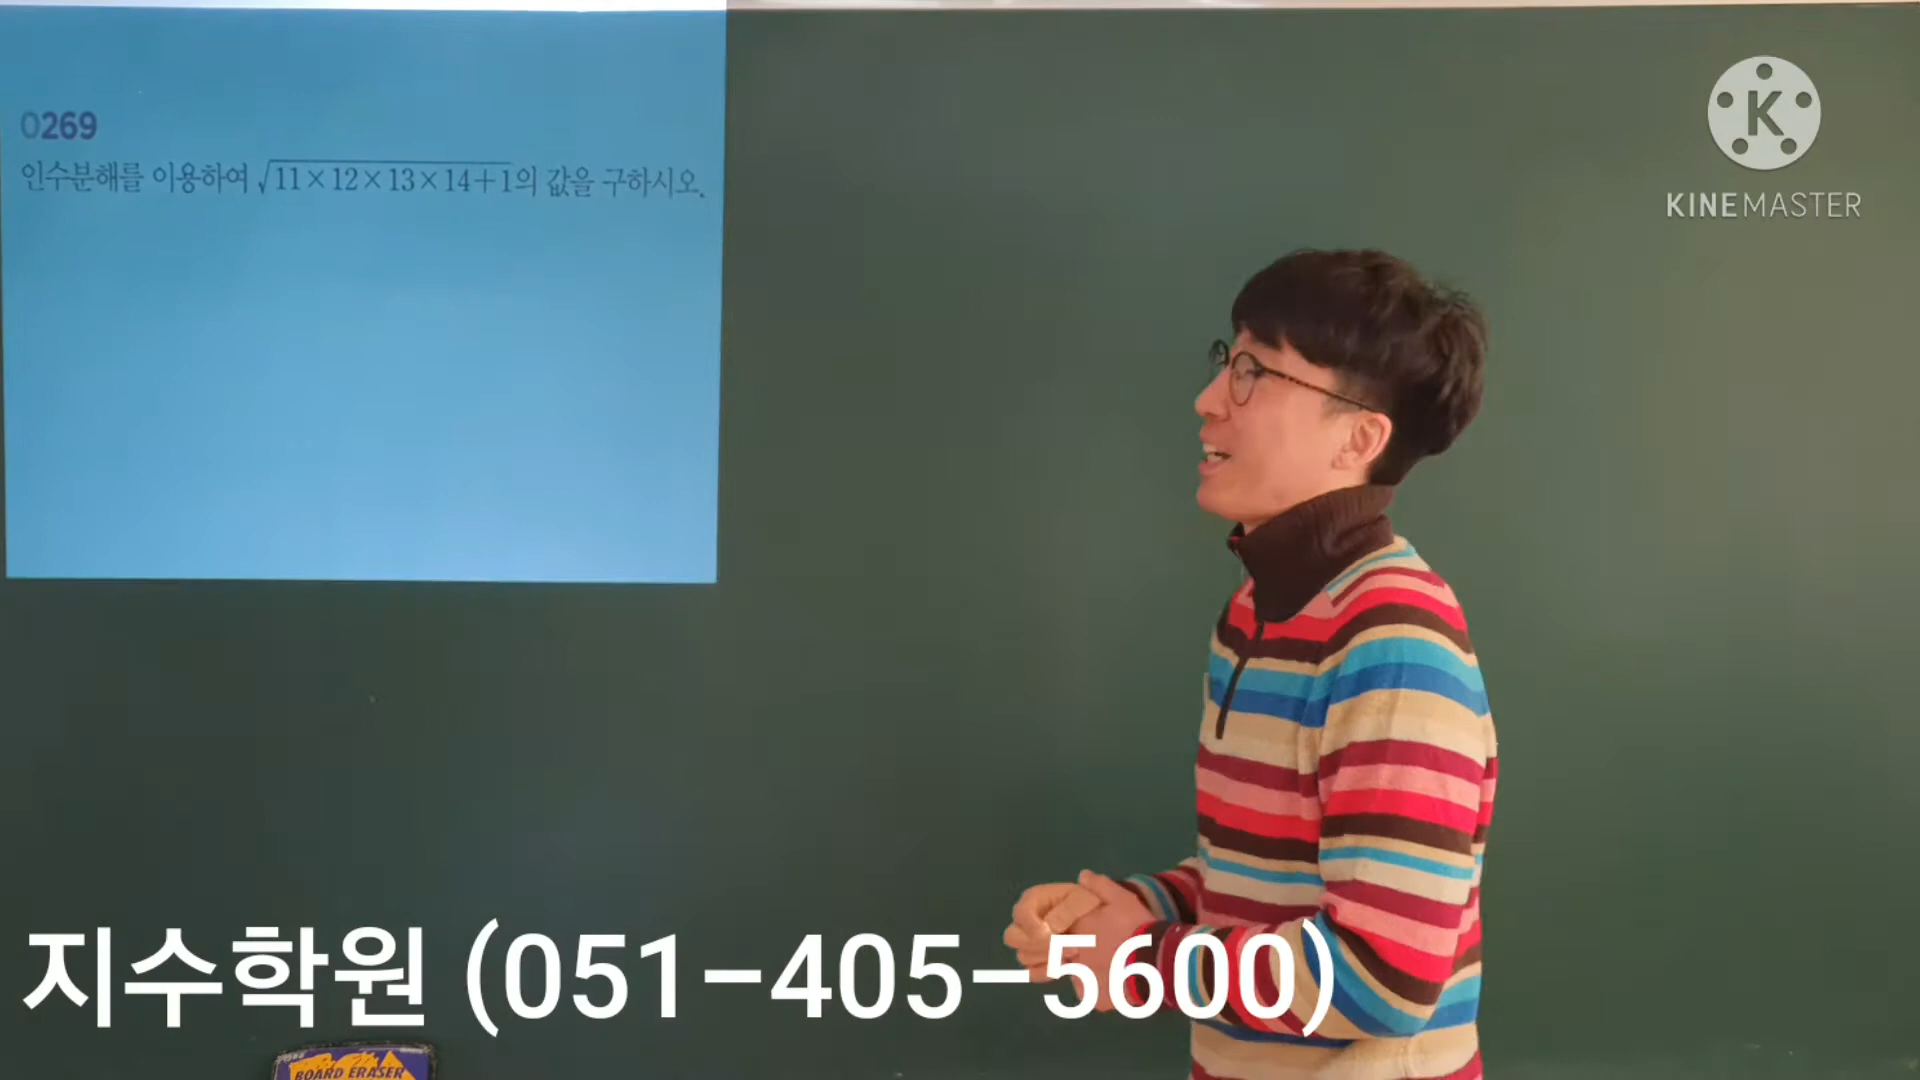 0269
인수분해를 이용하여 √11×12×13×14+1의 값을 구하시오.
K
KINEMASTER
지수학원 (051-405-5600)
BOARD ERASER